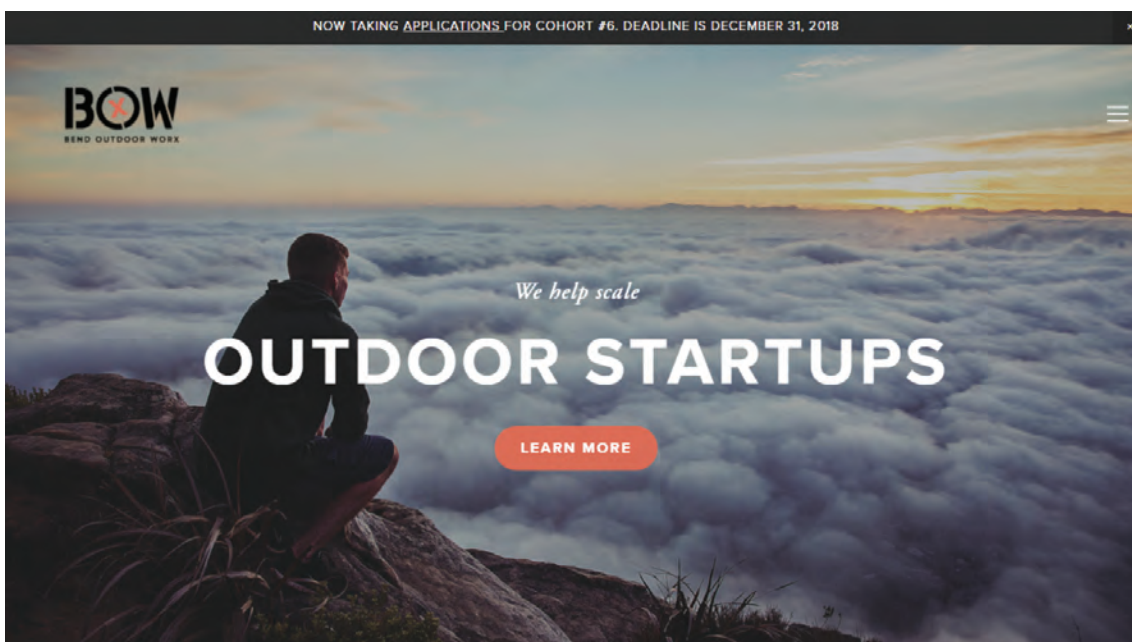 NOW TAKING APPLICATIONS FOR COHORT #6. DEADLINE IS DECEMBER 31, 2018
BOW
BEND OUTDOOR WORX
We help scale
OUTDOOR STARTUPS
LEARN MORE